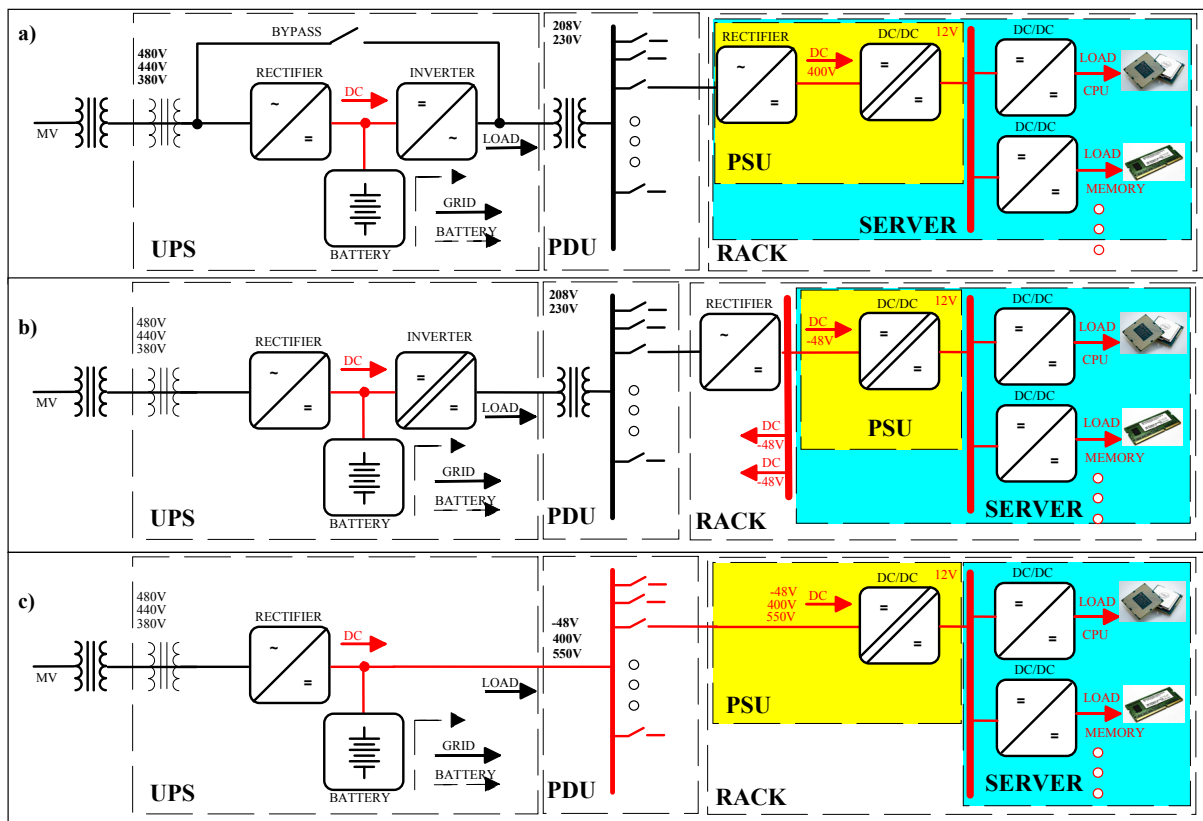 a)
480V
440V
380V
BYPASS
RECTIFIER
~
=
DC
INVERTER
=
~
LOAD
MV
BATTERY
GRID
BATTERY
UPS
208V
230V
PDU
RECTIFIER
~
=
DC
400V
DC/DC
=
=
12V
PSU
DC/DC
=
=
LOAD
CPU
DC/DC
=
=
LOAD
MEMORY
SERVER
RACK
b)
480V
440V
380V
RECTIFIER
~
=
DC
INVERTER
=
=
LOAD
MV
BATTERY
GRID
BATTERY
UPS
208V
230V
PDU
RECTIFIER
~
=
DC
-48V
DC
-48V
DC
-48V
DC/DC
=
=
12V
PSU
DC/DC
=
=
LOAD
CPU
DC/DC
=
=
LOAD
MEMORY
SERVER
RACK
c)
480V
440V
380V
RECTIFIER
~
=
DC
LOAD
MV
BATTERY
GRID
BATTERY
UPS
-48V
400V
550V
PDU
-48V
400V
550V
DC
DC/DC
=
=
12V
PSU
DC/DC
=
=
LOAD
CPU
DC/DC
=
=
LOAD
MEMORY
SERVER
RACK